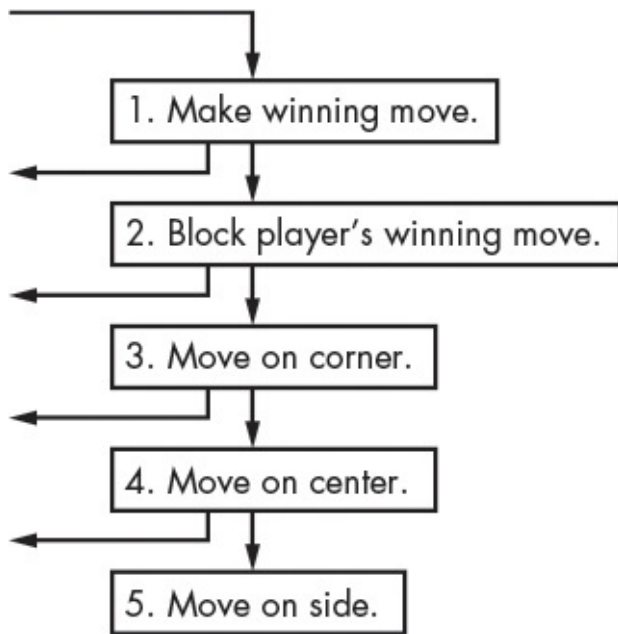 1. Make winning move.
2. Block player's winning move.
3. Move on corner.
4. Move on center.
5. Move on side.